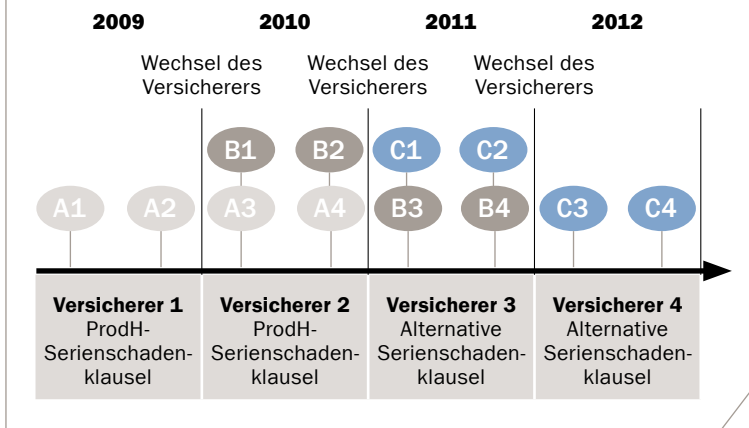 2009 2010 2011 2012
Wechsel des Wechsel des Wechsel des
Versicherers Versicherers Versicherers
B1 B2 C1 C2
A1 A2 A3 A4 B3 B4 C3 C4
Versicherer 1 Versicherer 2 Versicherer 3 Versicherer 4
ProdH- ProdH- Alternative Alternative
Serienschaden- Serienschaden- Serienschaden- Serienschaden-
klausel klausel klausel klausel